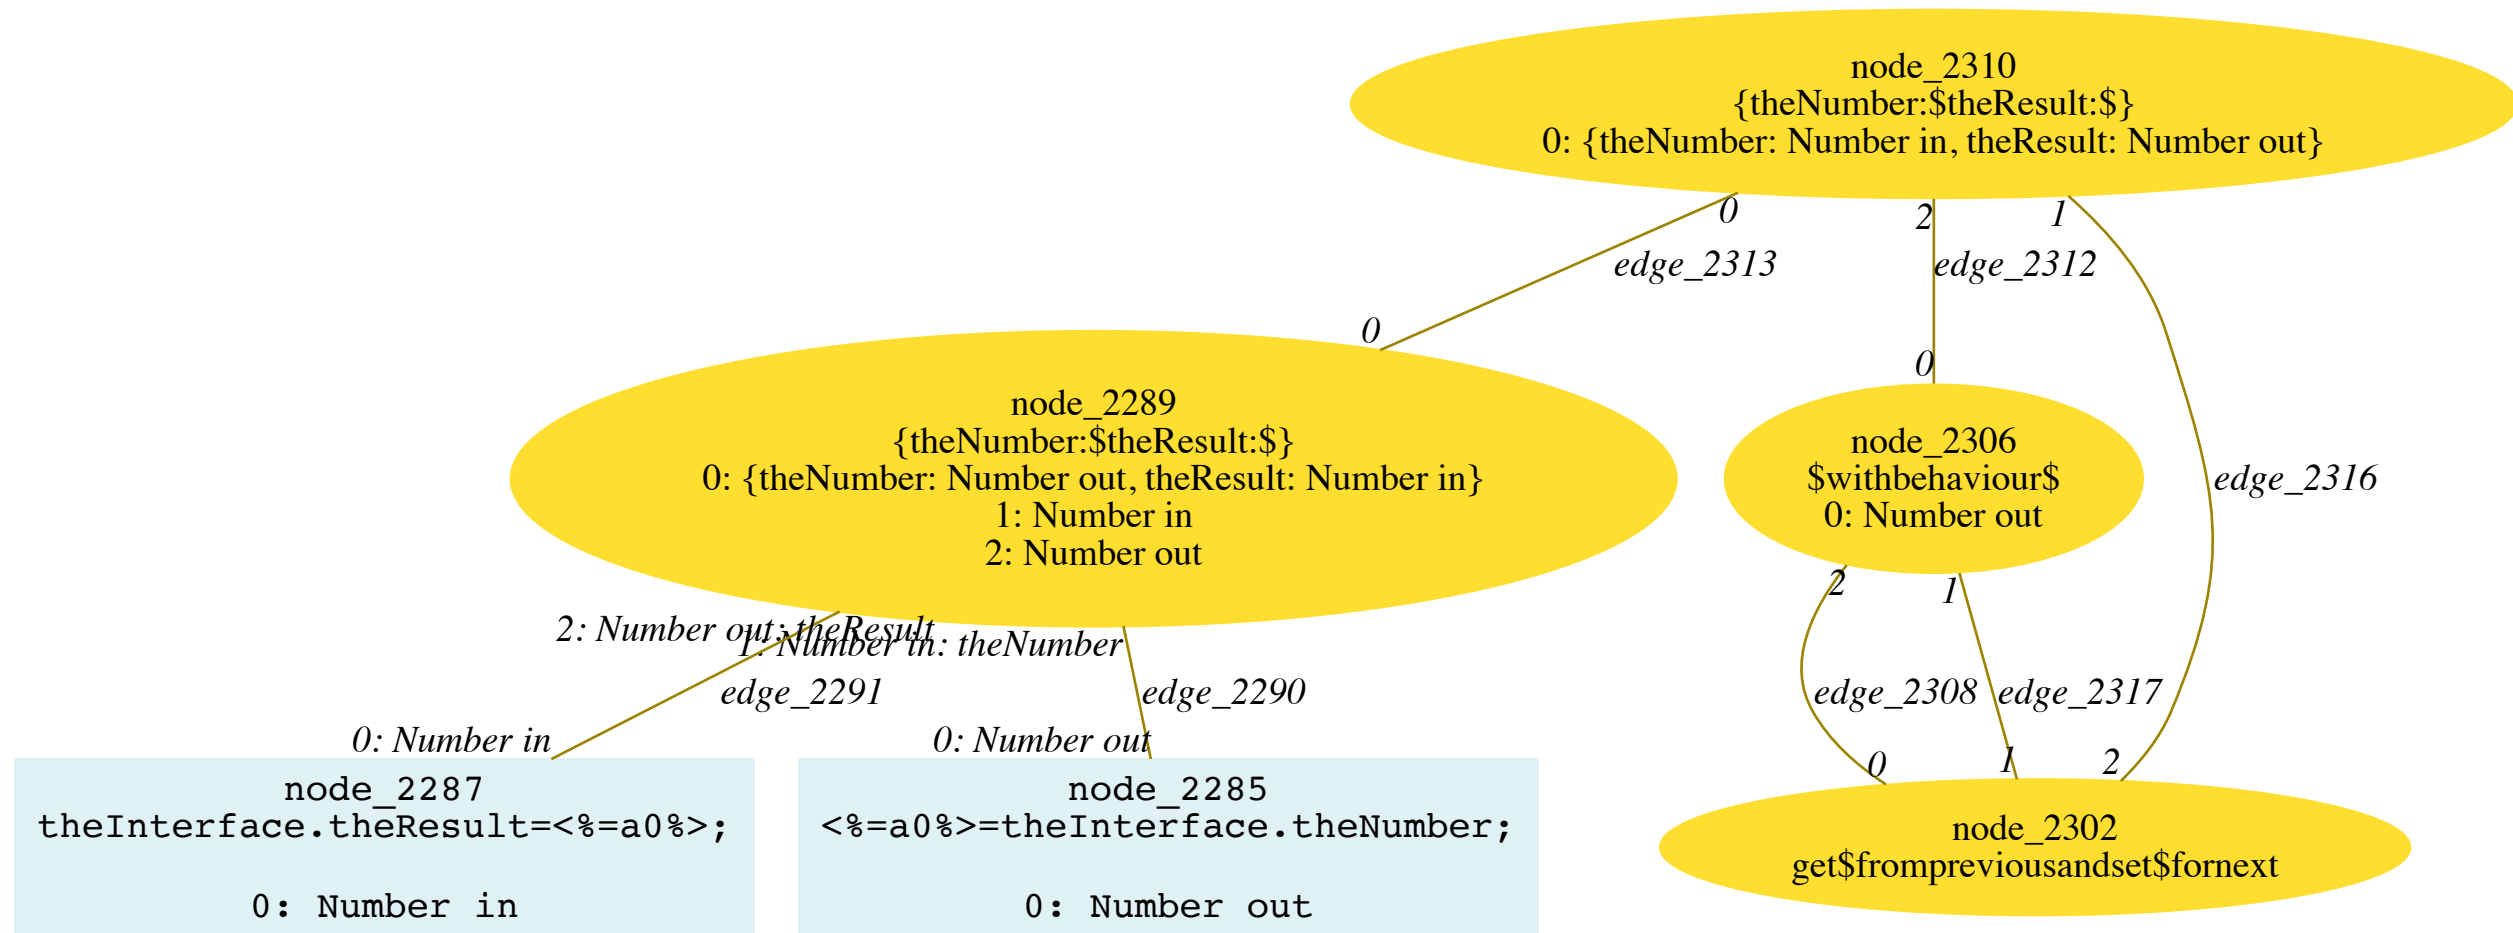 node_2310
{theNumber:$theResult:$}
0: {theNumber: Number in, theResult: Number out}
0
2
1
edge_2313
edge_2312
0
0
node_2289
{theNumber:$theResult:$}
0: {theNumber: Number out, theResult: Number in}
1: Number in
2: Number out
node_2306
$withbehaviour$
0: Number out
edge_2316
2
1
2: Number out: theResult
1: Number in: theNumber
edge_2291
edge_2290
edge_2308
edge_2317
0: Number in
0: Number out
0
1
2
node_2287
theInterface.theResult=<%=a0%>;
0: Number in
node_2285
<%=a0%>=theInterface.theNumber;
0: Number out
node_2302
get$frompreviousandset$fornext